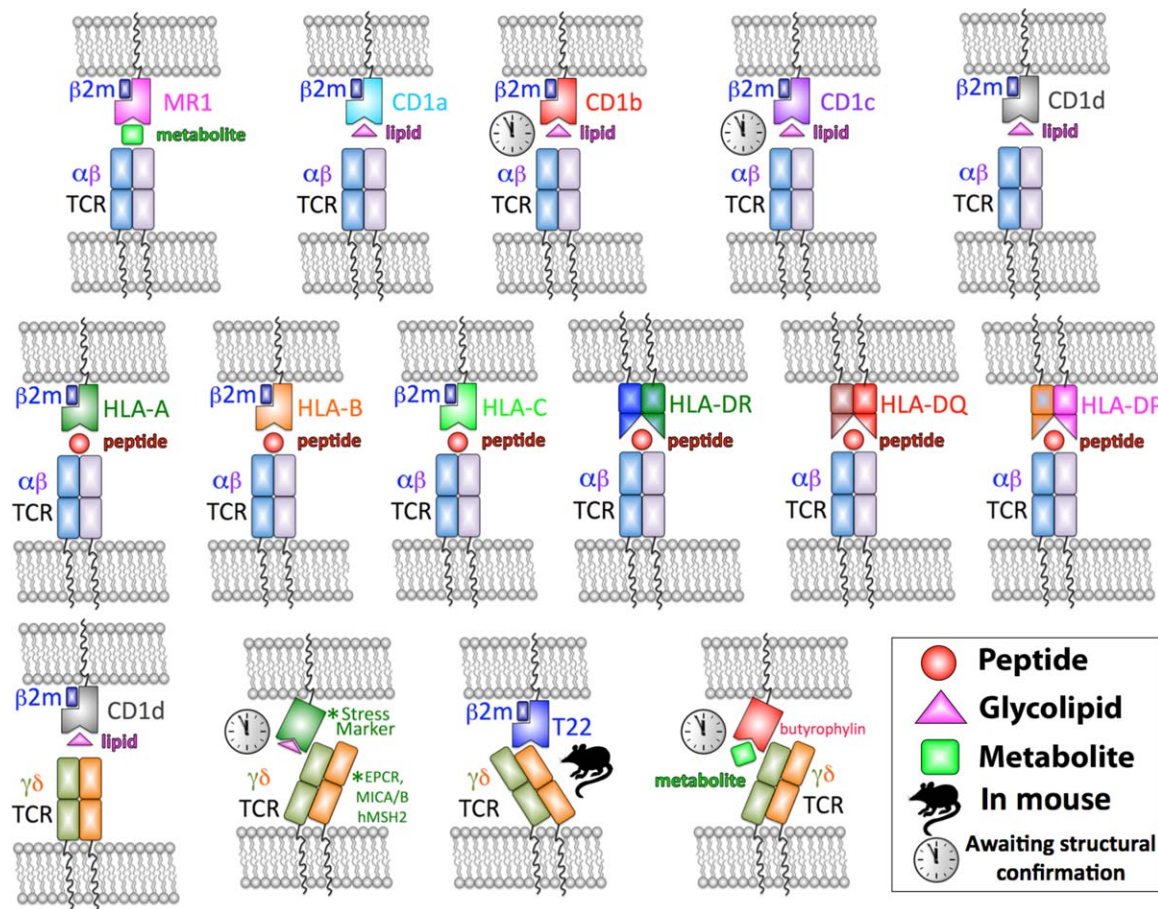 β2m
MR1
metabolite
αβ
TCR
β2m
CD1a
lipid
αβ
TCR
β2m
CD1b
lipid
αβ
TCR
β2m
CD1c
lipid
αβ
TCR
β2m
CD1d
lipid
αβ
TCR
β2m
HLA-A
peptide
αβ
TCR
β2m
HLA-B
peptide
αβ
TCR
β2m
HLA-C
peptide
αβ
TCR
HLA-DR
peptide
αβ
TCR
HLA-DQ
peptide
αβ
TCR
HLA-DP
peptide
αβ
TCR
β2m
CD1d
lipid
γδ
TCR
*Stress
Marker
γδ
TCR
*EPCR,
MICA/B
hMSH2
β2m
T22
γδ
TCR
butyrophylin
metabolite
γδ
TCR
Peptide
Glycolipid
Metabolite
In mouse
Awaiting structural
confirmation